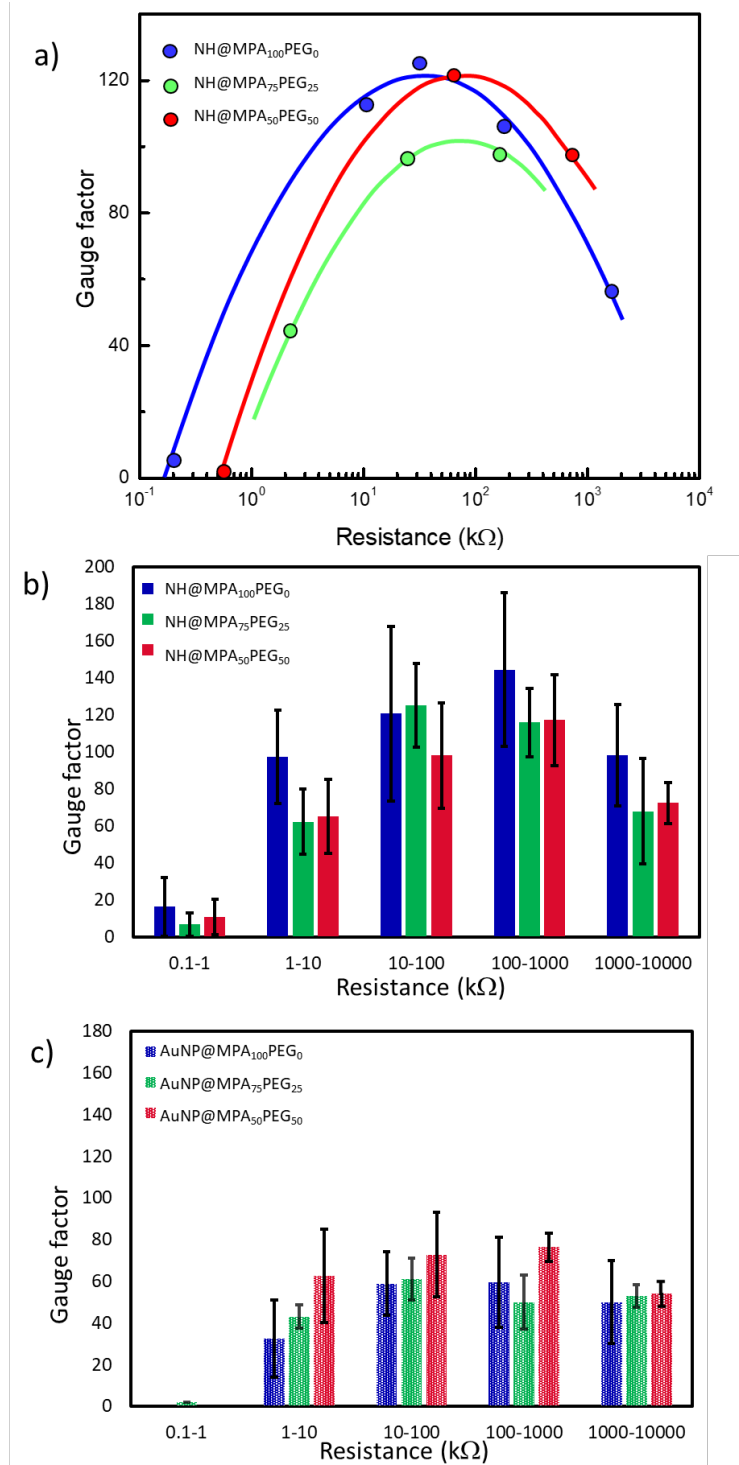 a)
NH@MPA₁₀₀PEG₀
NH@MPA₇₅PEG₂₅
NH@MPA₅₀PEG₅₀
120
80
40
0
Gauge factor
10⁻¹ 10⁰ 10¹ 10² 10³ 10⁴
Resistance (kΩ)
b)
NH@MPA₁₀₀PEG₀
NH@MPA₇₅PEG₂₅
NH@MPA₅₀PEG₅₀
200
180
160
140
120
100
80
60
40
20
0
Gauge factor
0.1-1 1-10 10-100 100-1000 1000-10000
Resistance (kΩ)
c)
AuNP@MPA₁₀₀PEG₀
AuNP@MPA₇₅PEG₂₅
AuNP@MPA₅₀PEG₅₀
180
160
140
120
100
80
60
40
20
0
Gauge factor
0.1-1 1-10 10-100 100-1000 1000-10000
Resistance (kΩ)